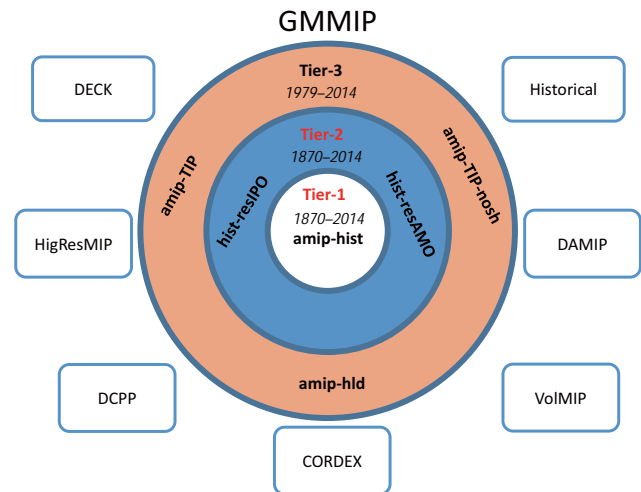 GMMIP
Tier-3
1979–2014
DECK
Historical
Tier-2
1870–2014
amip-TIP
amip-TIP-nosh
hist-resIPO
hist-resAMO
Tier-1
1870–2014
amip-hist
HigResMIP
DAMIP
amip-hld
DCPP
VolMIP
CORDEX